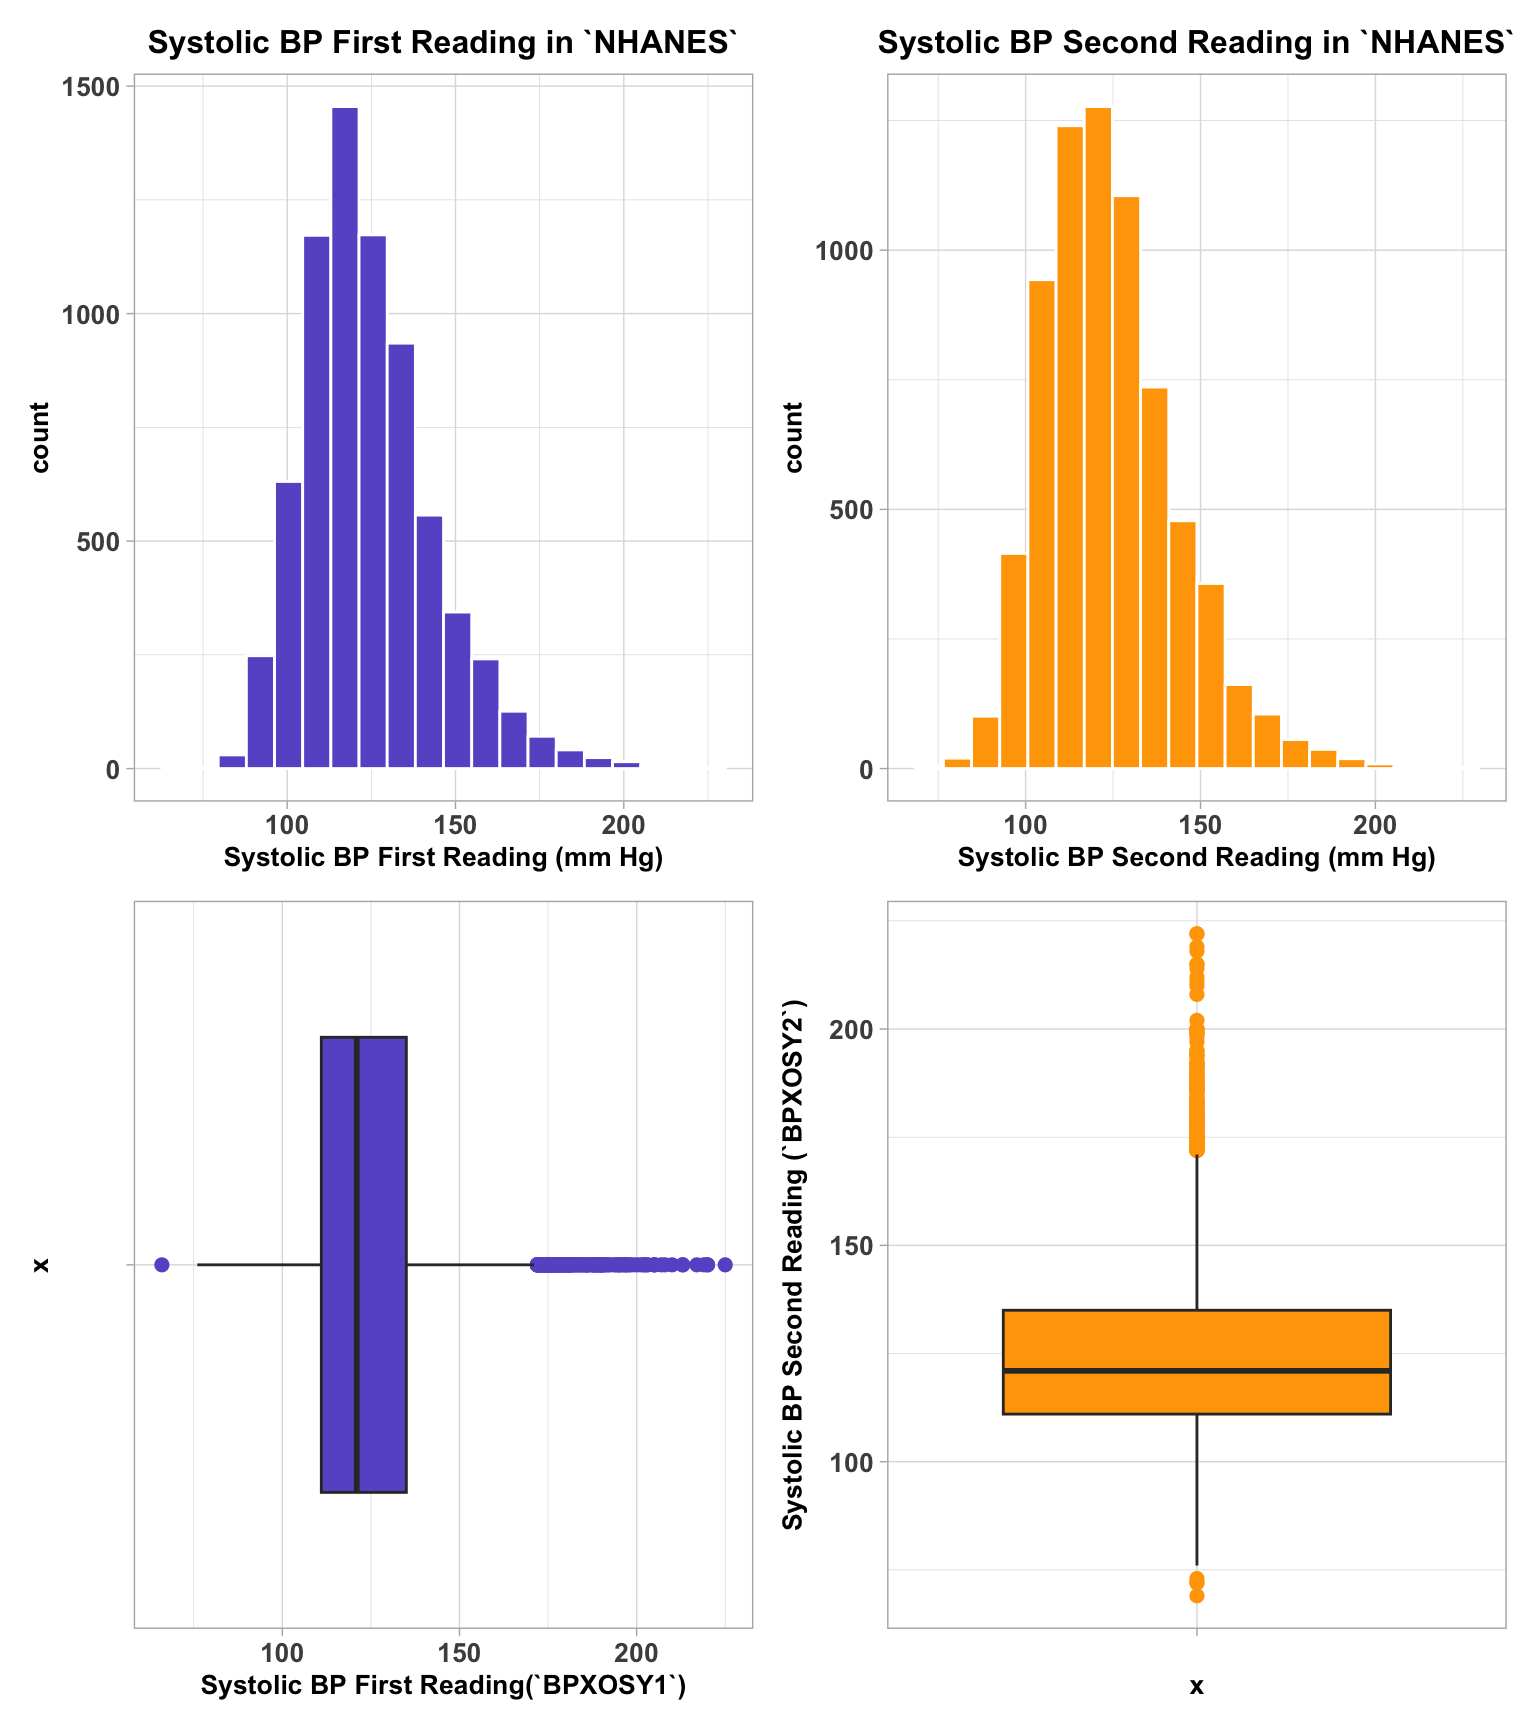 Systolic BP First Reading in `NHANES`
1500
1000
500
0
count
100 150 200
Systolic BP First Reading (mm Hg)
Systolic BP Second Reading in `NHANES`
1000
500
0
count
100 150 200
Systolic BP Second Reading (mm Hg)
x
100 150 200
Systolic BP First Reading(`BPXOSY1`)
Systolic BP Second Reading (`BPXOSY2`)
200
150
100
x